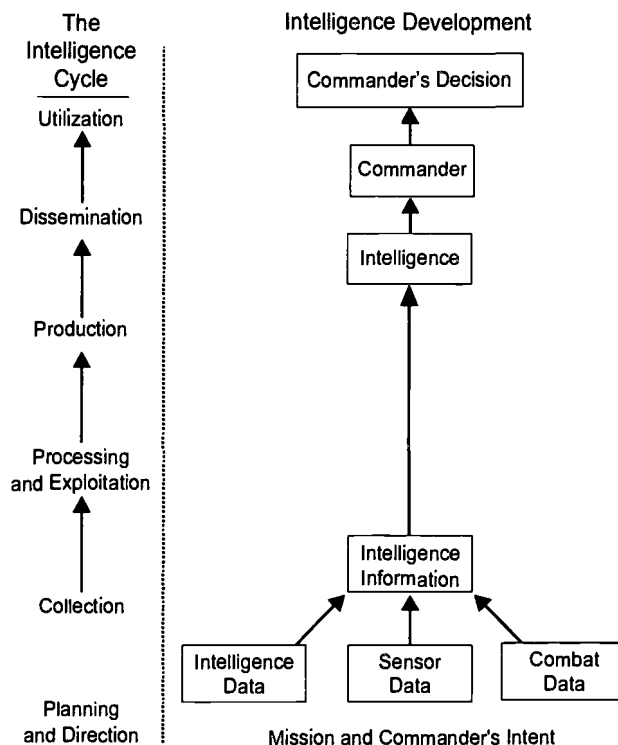 The
Intelligence
Cycle
Utilization
Dissemination
Production
Processing
and Exploitation
Collection
Planning
and Direction
Intelligence Development
Commander's Decision
Commander
Intelligence
Intelligence
Information
Intelligence
Data
Sensor
Data
Combat
Data
Mission and Commander's Intent